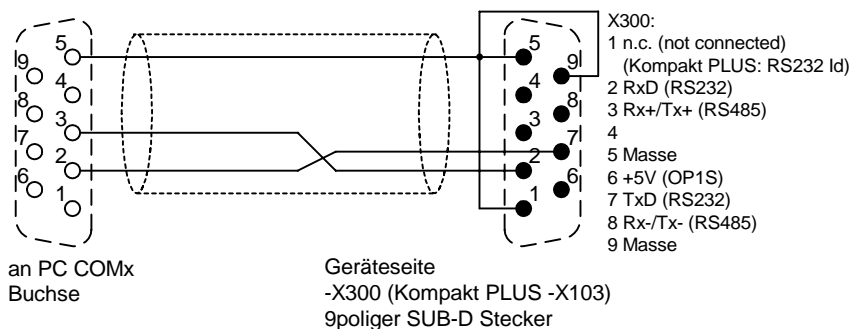 5
9
4
8
3
7
2
6
1
5
9
4
8
3
7
2
6
1
X300:
1 n.c. (not connected)
(Kompakt PLUS: RS232 Id)
2 RxD (RS232)
3 Rx+/Tx+ (RS485)
4
5 Masse
6 +5V (OP1S)
7 TxD (RS232)
8 Rx-/Tx- (RS485)
9 Masse
an PC COMx
Buchse
Geräteseite
-X300 (Kompakt PLUS -X103)
9poliger SUB-D Stecker